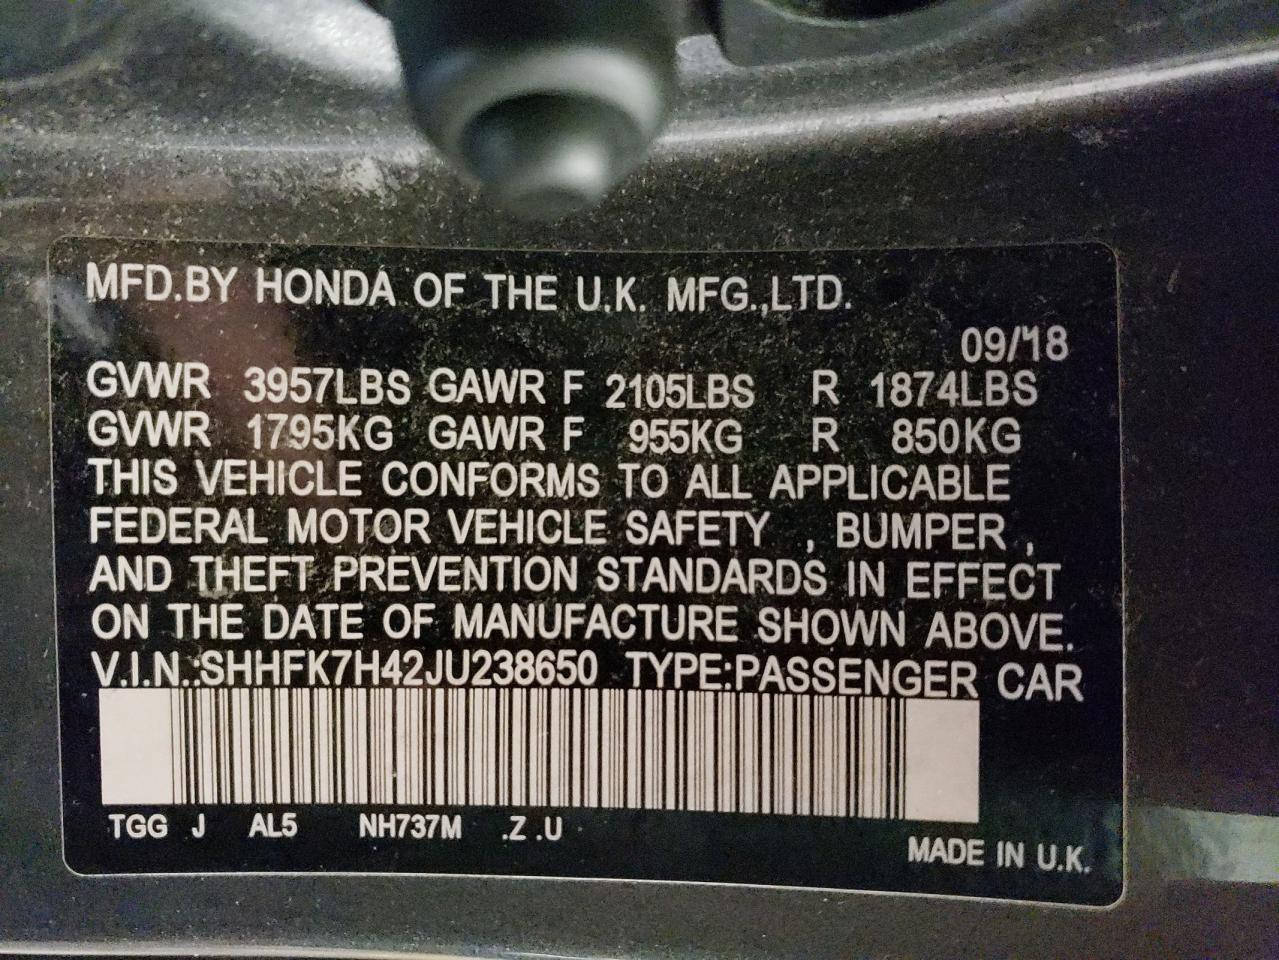 MFD.BY HONDA OF THE U.K. MFG.,LTD.
09/'18
GVWR 3957LBS GAWR F 2105LBS R 1874LBS
GVWR 1795KG GAWR F 955KG R 850KG
THIS VEHICLE CONFORMS TO ALL APPLICABLE
FEDERAL MOTOR VEHICLE SAFETY , BUMPER ,
AND THEFT PREVENTION STANDARDS IN EFFECT
ON THE DATE OF MANUFACTURE SHOWN ABOVE.
V.I.N.:SHHFK7H42JU238650 TYPE:PASSENGER CAR
TGG J AL5 NH737M .Z .U
MADE IN U.K.